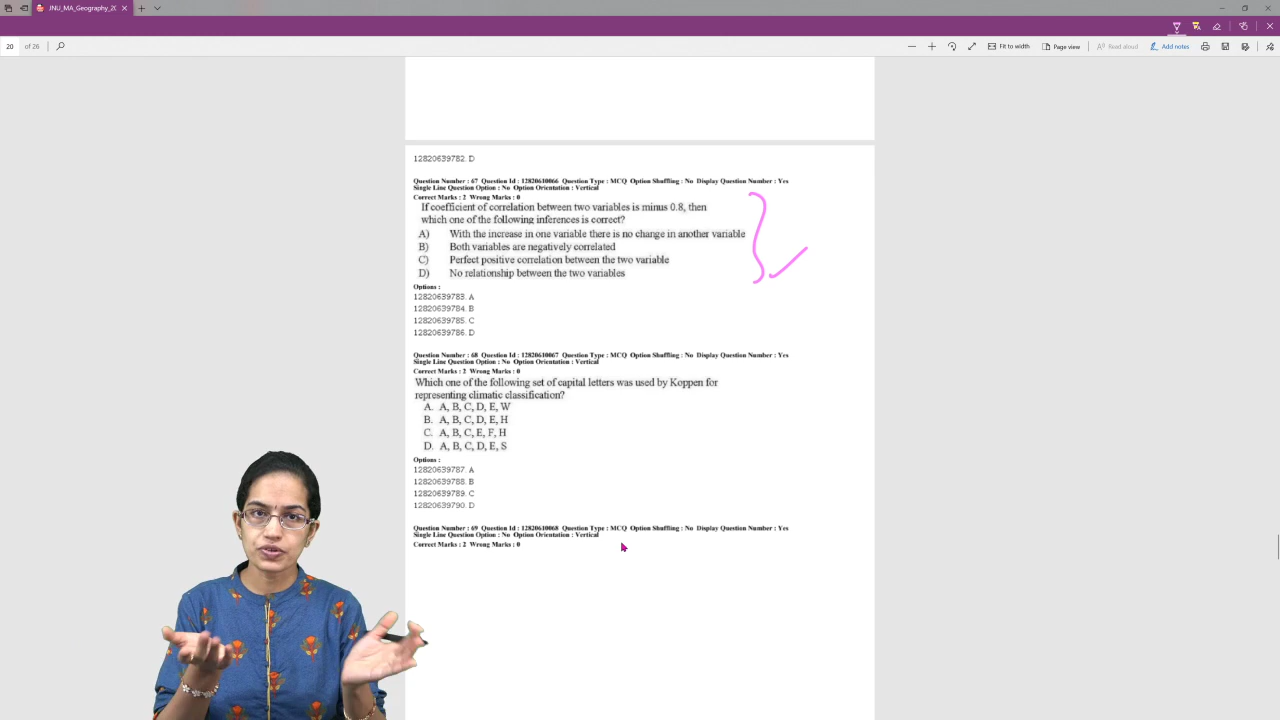 JNU_MA_Geography_20
20 of 26
Fit to width
Page view
Read aloud
Add notes
12820639782. D
Question Number : 67 Question Id : 12820610066 Question Type : MCQ Option Shuffling : No Display Question Number : Yes
Single Line Question Option : No Option Orientation : Vertical
Correct Marks : 2 Wrong Marks : 0
If coefficient of correlation between two variables is minus 0.8, then
which one of the following inferences is correct?
A) With the increase in one variable there is no change in another variable
B) Both variables are negatively correlated
C) Perfect positive correlation between the two variable
D) No relationship between the two variables
Options :
12820639783. A
12820639784. B
12820639785. C
12820639786. D
Question Number : 68 Question Id : 12820610067 Question Type : MCQ Option Shuffling : No Display Question Number : Yes
Single Line Question Option : No Option Orientation : Vertical
Correct Marks : 2 Wrong Marks : 0
Which one of the following set of capital letters was used by Koppen for
representing climatic classification?
A. A, B, C, D, E, W
B. A, B, C, D, E, H
C. A, B, C, E, F, H
D. A, B, C, D, E, S
Options :
12820639787. A
12820639788. B
12820639789. C
12820639790. D
Question Number : 69 Question Id : 12820610068 Question Type : MCQ Option Shuffling : No Display Question Number : Yes
Single Line Question Option : No Option Orientation : Vertical
Correct Marks : 2 Wrong Marks : 0